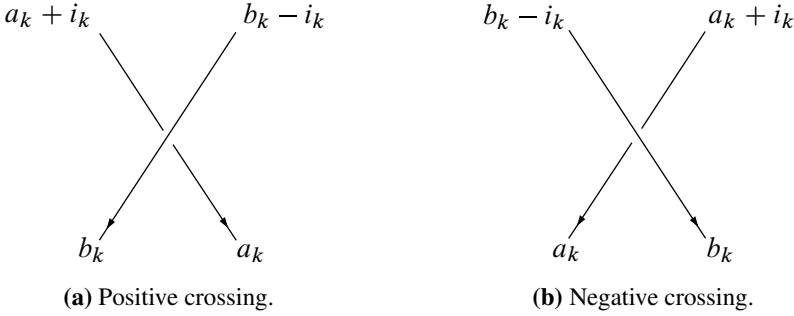 a_k + i_k b_k − i_k b_k − i_k a_k + i_k
b_k a_k a_k b_k
(a) Positive crossing. (b) Negative crossing.